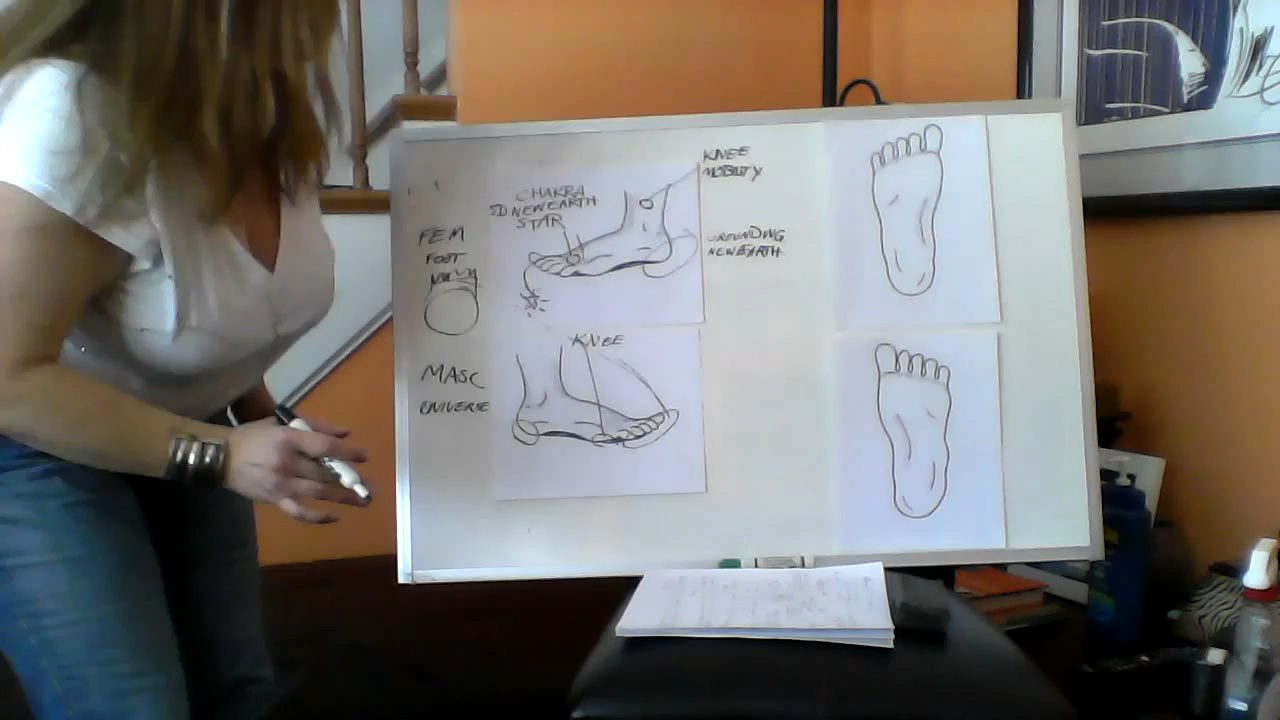 KNEE
MOBILITY
CHAKRA
5D NEW EARTH
STAR
FEM
FOOT
GROUNDING
NEW EARTH
KNEE
MASC
UNIVERSE